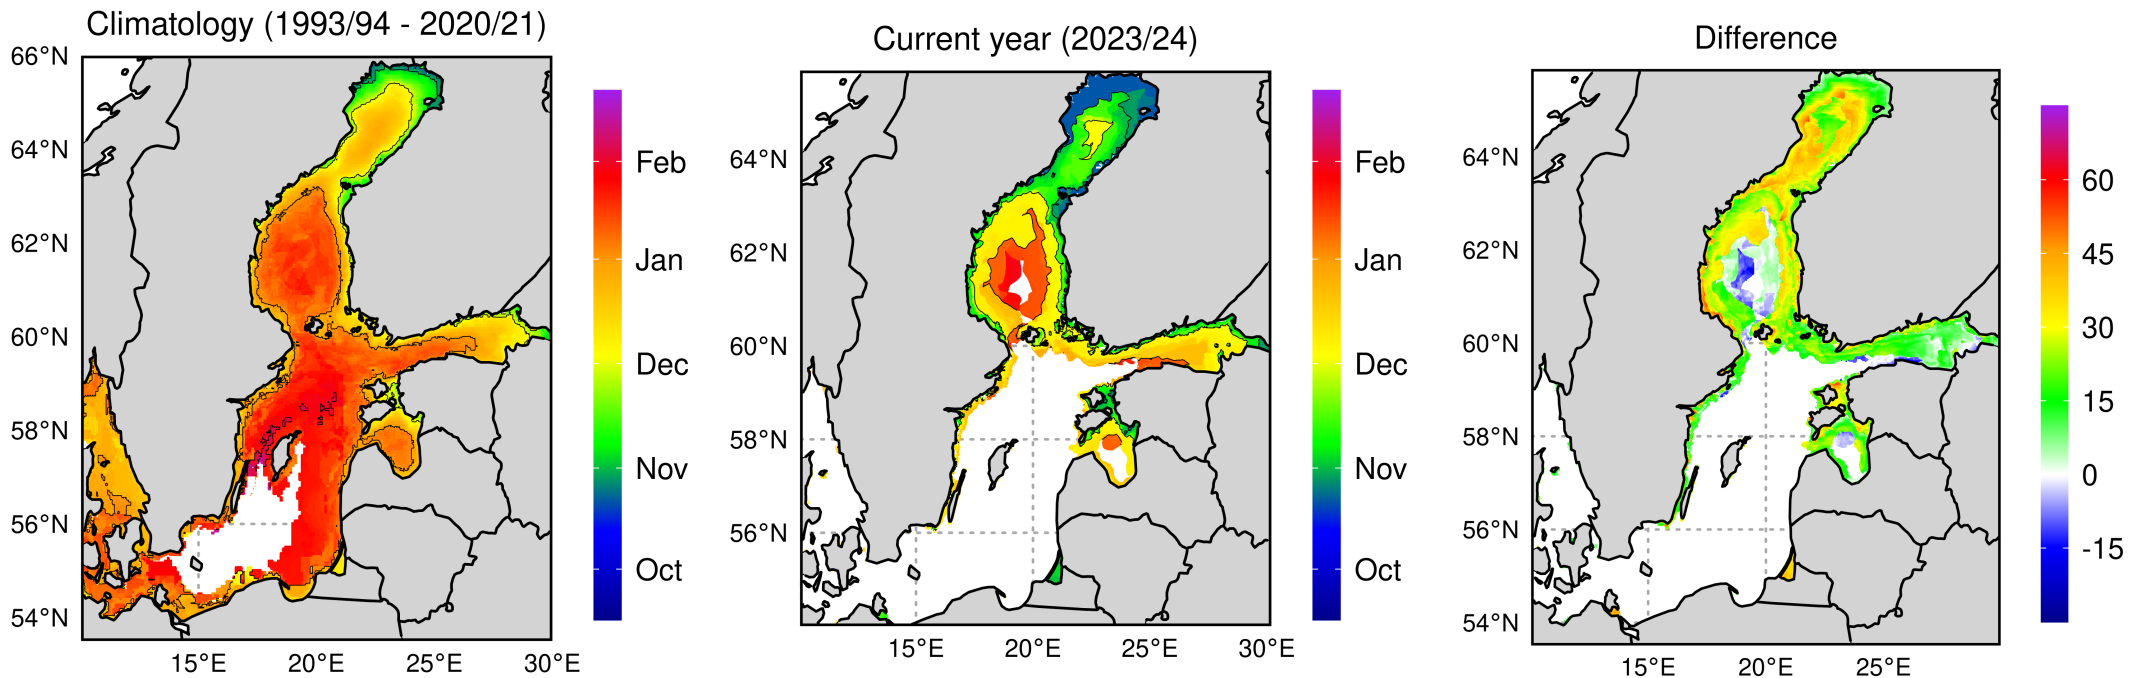 Climatology (1993/94 - 2020/21)
66°N
64°N
62°N
60°N
58°N
56°N
54°N
15°E
20°E
25°E
30°E
Feb
Jan
Dec
Nov
Oct
Current year (2023/24)
64°N
62°N
60°N
58°N
56°N
15°E
20°E
25°E
30°E
Feb
Jan
Dec
Nov
Oct
Difference
64°N
62°N
60°N
58°N
56°N
54°N
15°E
20°E
25°E
60
45
30
15
0
-15